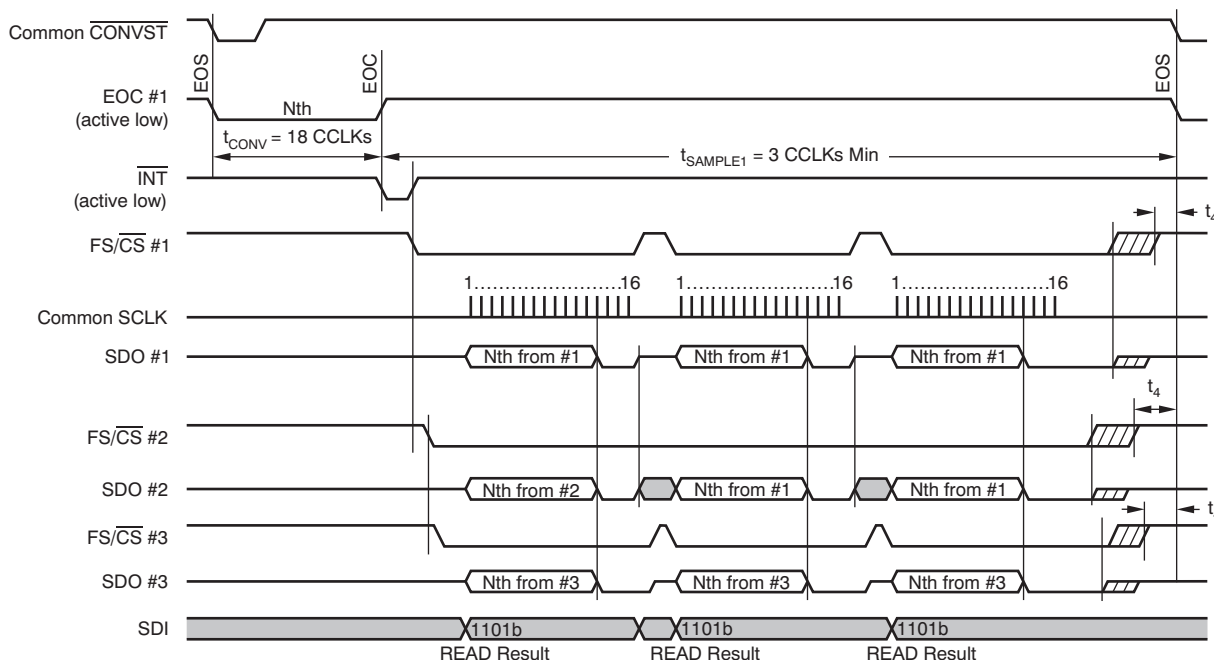 Common CONVST
EOS
EOC
EOS
EOC #1
(active low)
Nth
tCONV = 18 CCLKs
tSAMPLE1 = 3 CCLKs Min
INT
(active low)
t4
FS/CS #1
1.......................16
1.......................16
1.......................16
Common SCLK
SDO #1
Nth from #1
Nth from #1
Nth from #1
t4
FS/CS #2
SDO #2
Nth from #2
Nth from #1
Nth from #1
FS/CS #3
SDO #3
Nth from #3
Nth from #3
Nth from #3
SDI
1101b
1101b
1101b
READ Result
READ Result
READ Result